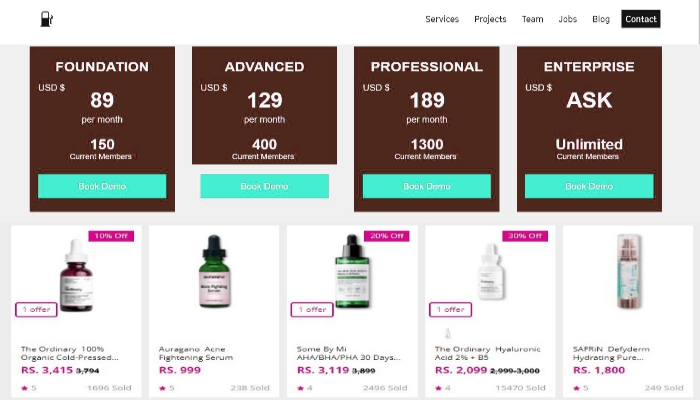 Services Projects Team Jobs Blog Contact
FOUNDATION
USD $
89
per month
150
Current Members
Book Demo
ADVANCED
USD $
129
per month
400
Current Members
Book Demo
PROFESSIONAL
USD $
189
per month
1300
Current Members
Book Demo
ENTERPRISE
USD $
ASK
Unlimited
Current Members
Book Demo
10% Off
1 offer
The Ordinary 100%
Organic Cold-Pressed...
RS. 3,415 3,794
5 1696 Sold
Auragano Acne
Fightening Serum
RS. 999
5 238 Sold
20% Off
1 offer
Some By Mi
AHA/BHA/PHA 30 Days...
RS. 3,119 3,899
4 2496 Sold
30% Off
1 offer
The Ordinary Hyaluronic
Acid 2% + B5
RS. 2,099 2,999-3,000
4 15470 Sold
SAFRiN Defyderm
Hydrating Pure...
RS. 1,800
5 249 Sold